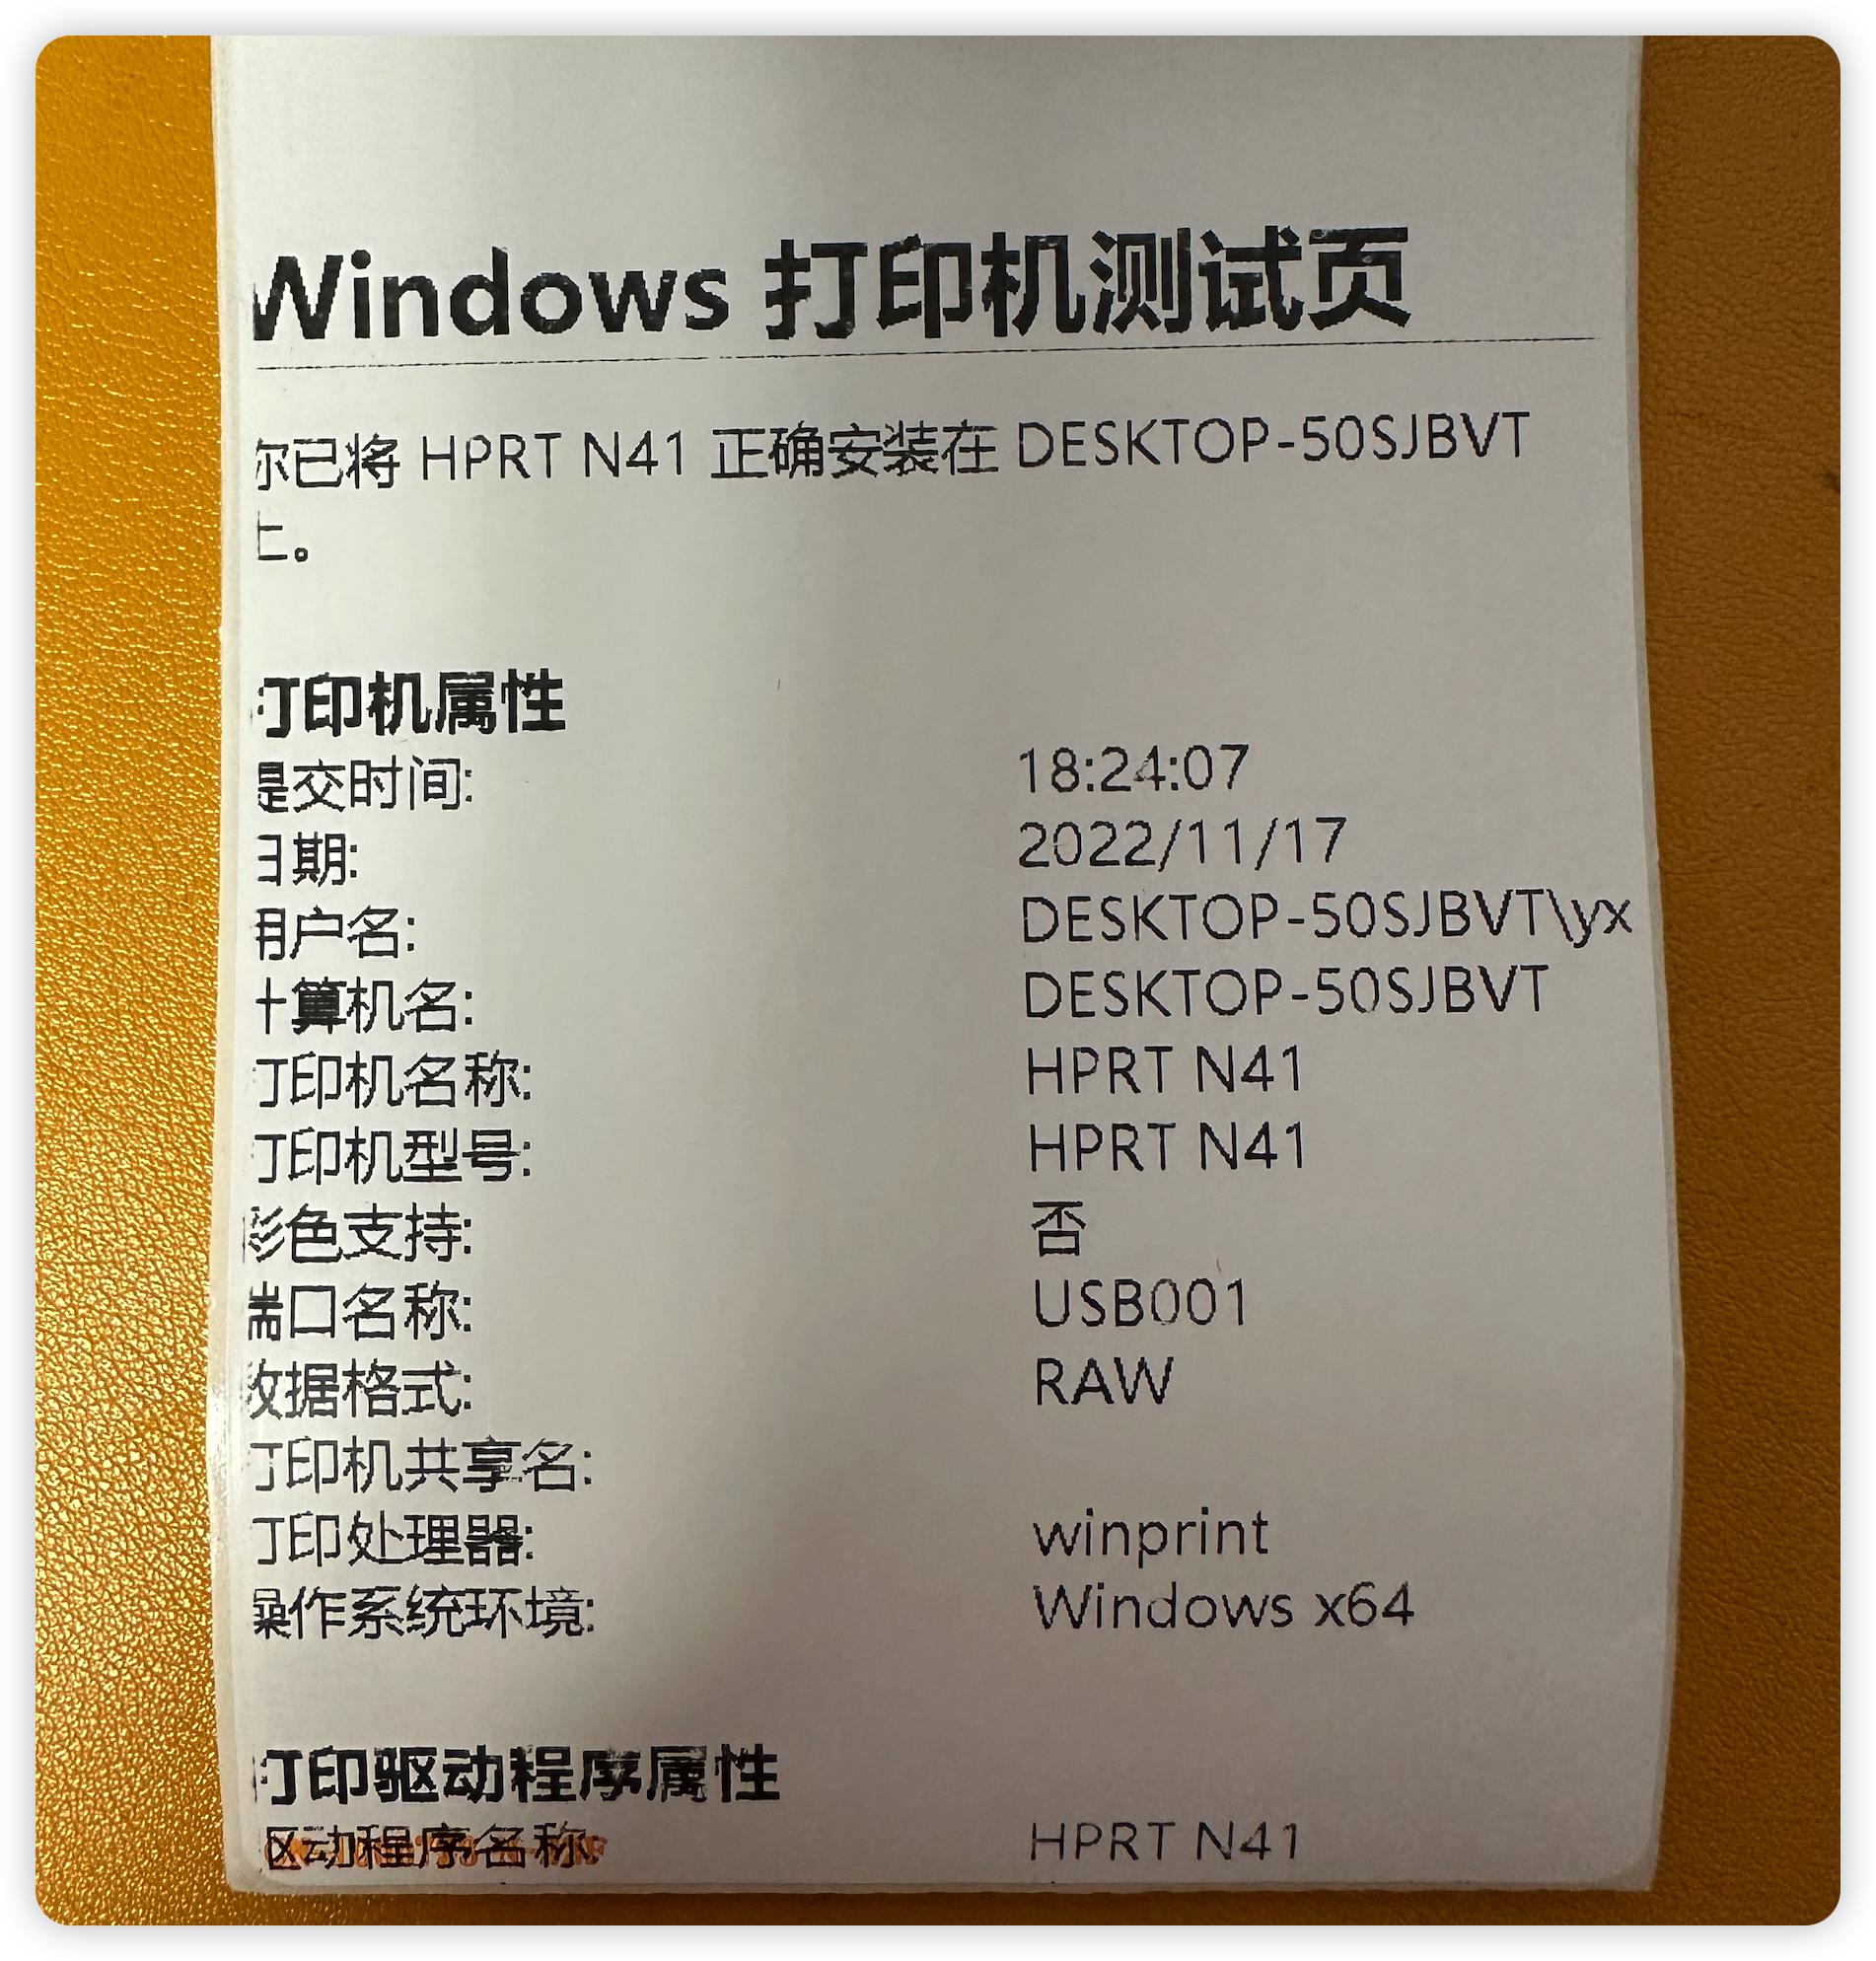 Windows 打印机测试页
你已将 HPRT N41 正确安装在 DESKTOP-50SJBVT
上。
打印机属性
提交时间: 18:24:07
日期: 2022/11/17
用户名: DESKTOP-50SJBVT\yx
计算机名: DESKTOP-50SJBVT
打印机名称: HPRT N41
打印机型号: HPRT N41
彩色支持: 否
端口名称: USB001
数据格式: RAW
打印机共享名:
打印处理器: winprint
操作系统环境: Windows x64
打印驱动程序属性
驱动程序名称: HPRT N41